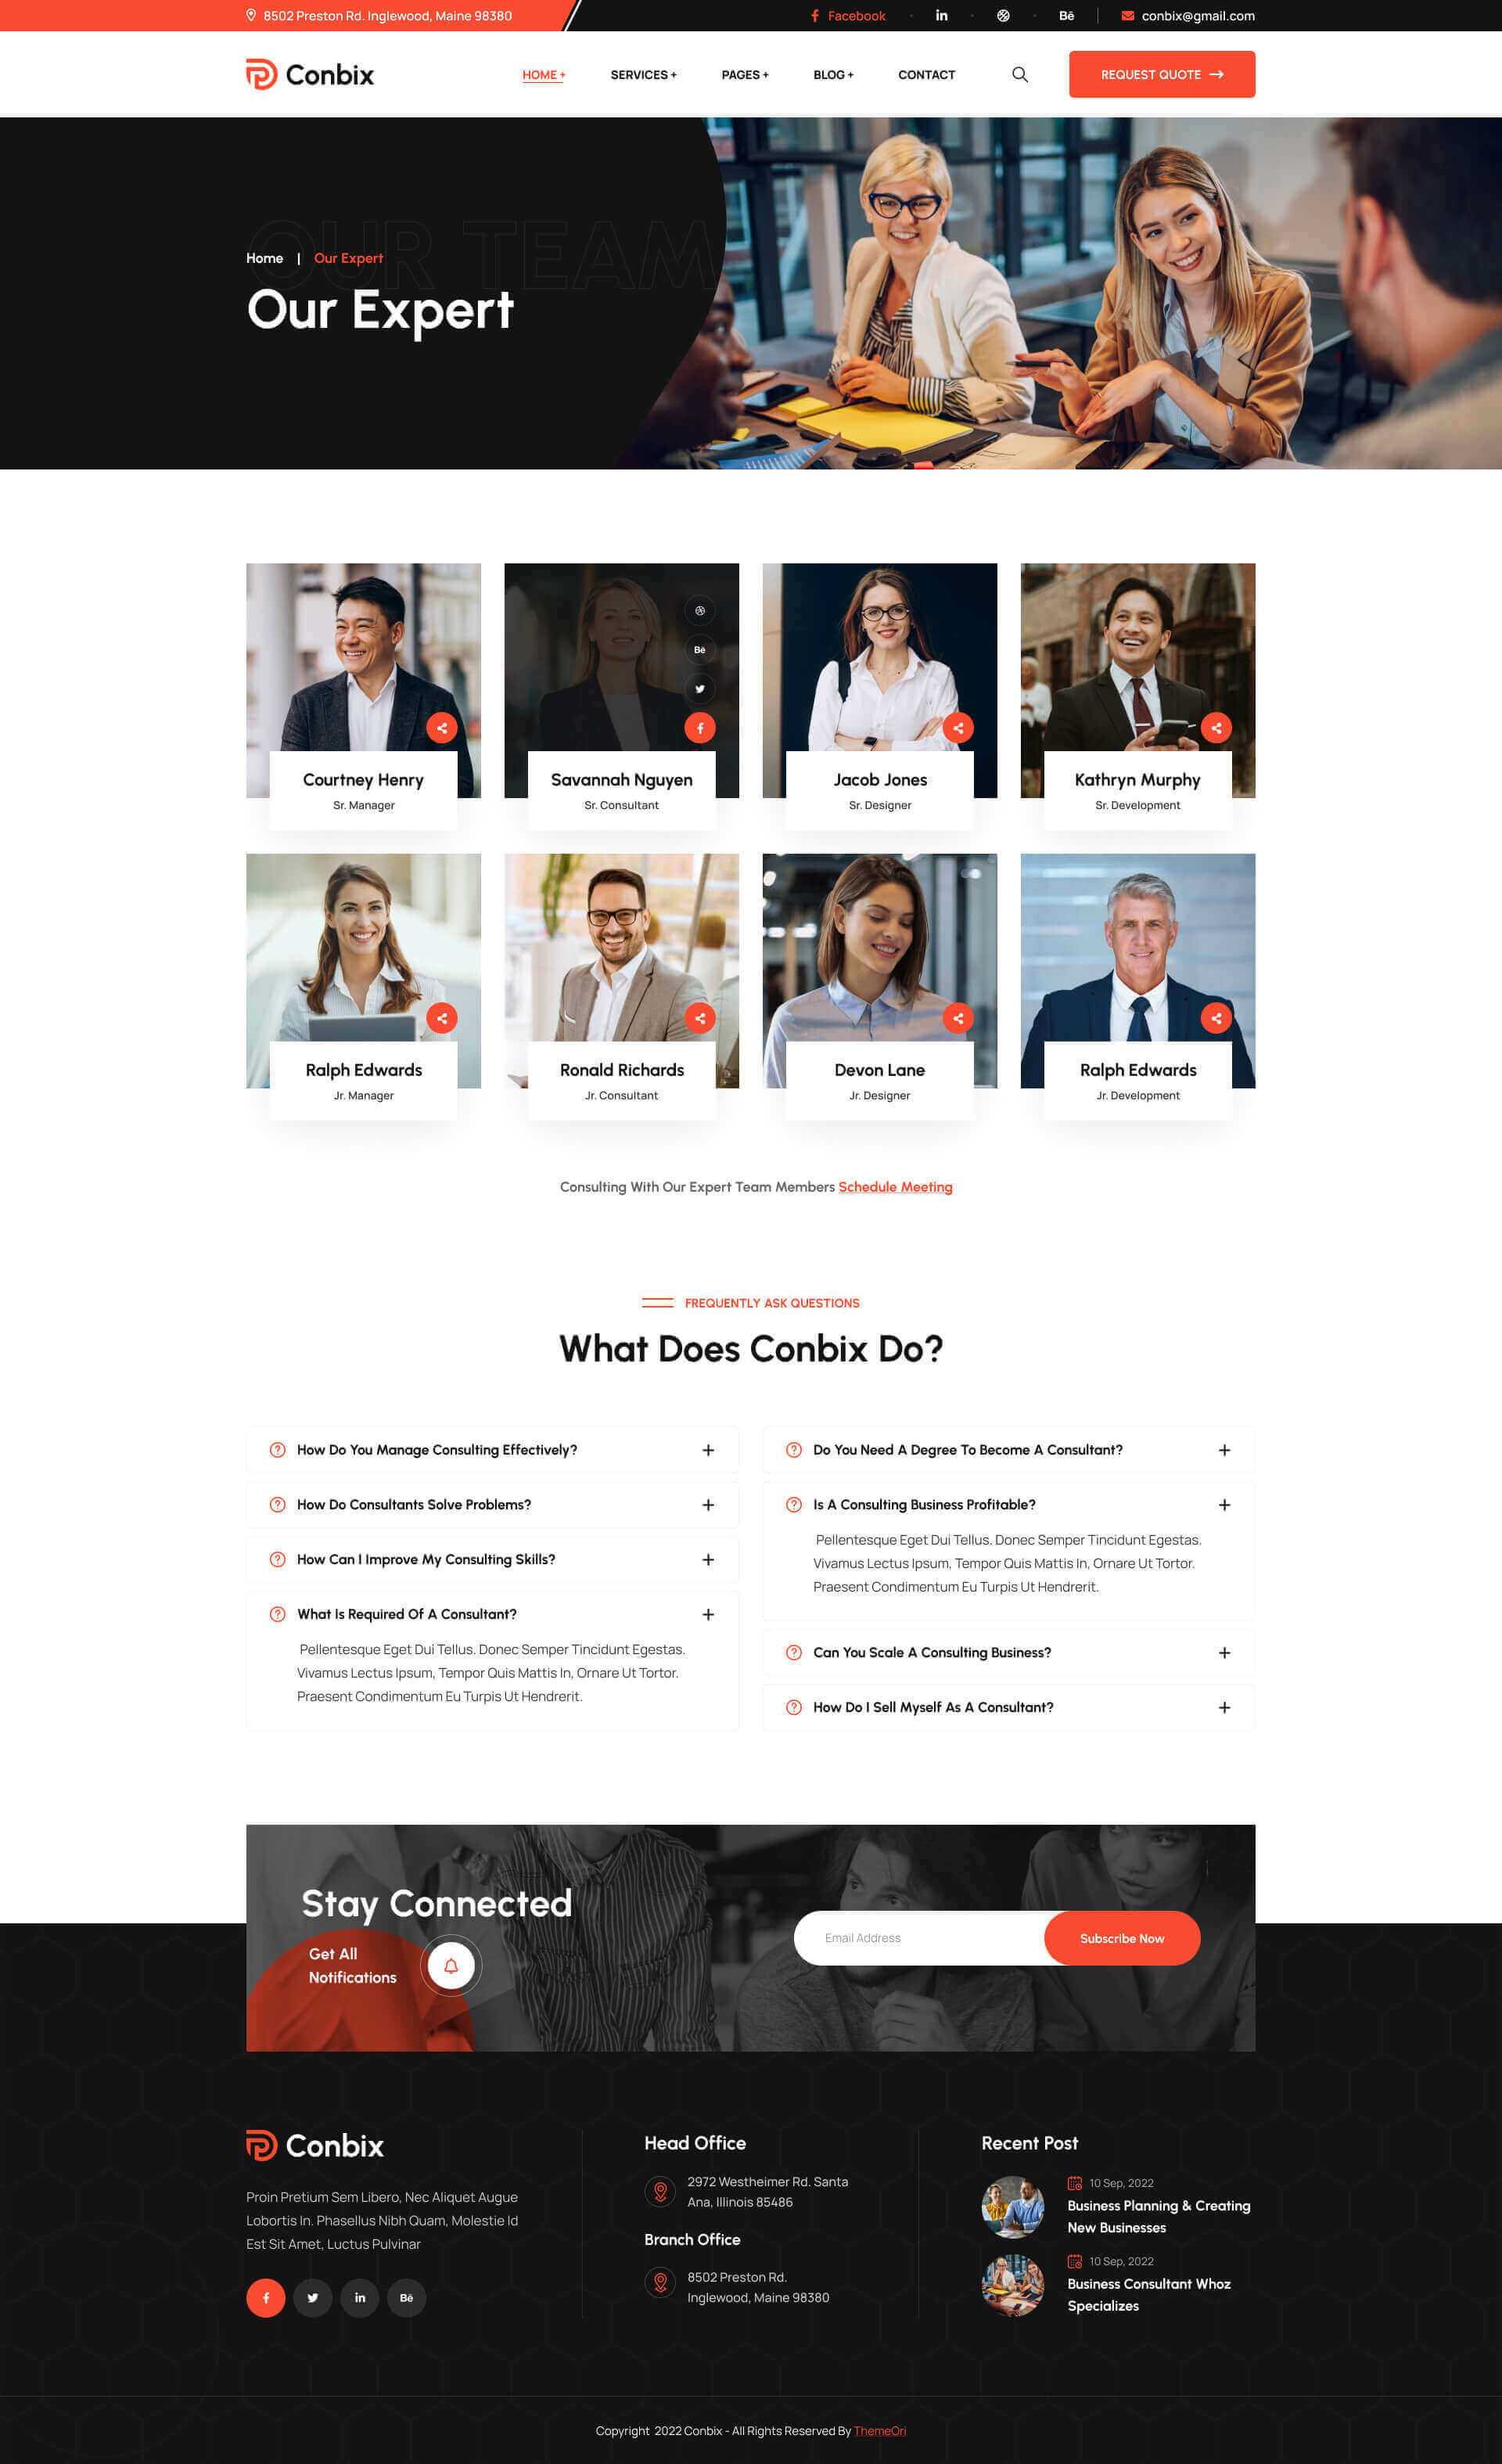 8502 Preston Rd. Inglewood, Maine 98380
Facebook
in
Bē
conbix@gmail.com
Conbix
HOME +
SERVICES +
PAGES +
BLOG +
CONTACT
REQUEST QUOTE
OUR TEAM
Home | Our Expert
Our Expert
Bē
Courtney Henry
Sr. Manager
Savannah Nguyen
Sr. Consultant
Jacob Jones
Sr. Designer
Kathryn Murphy
Sr. Development
Ralph Edwards
Jr. Manager
Ronald Richards
Jr. Consultant
Devon Lane
Jr. Designer
Ralph Edwards
Jr. Development
Consulting With Our Expert Team Members Schedule Meeting
FREQUENTLY ASK QUESTIONS
What Does Conbix Do?
How Do You Manage Consulting Effectively?
How Do Consultants Solve Problems?
How Can I Improve My Consulting Skills?
What Is Required Of A Consultant?
Pellentesque Eget Dui Tellus. Donec Semper Tincidunt Egestas.
Vivamus Lectus Ipsum, Tempor Quis Mattis In, Ornare Ut Tortor.
Praesent Condimentum Eu Turpis Ut Hendrerit.
Do You Need A Degree To Become A Consultant?
Is A Consulting Business Profitable?
Pellentesque Eget Dui Tellus. Donec Semper Tincidunt Egestas.
Vivamus Lectus Ipsum, Tempor Quis Mattis In, Ornare Ut Tortor.
Praesent Condimentum Eu Turpis Ut Hendrerit.
Can You Scale A Consulting Business?
How Do I Sell Myself As A Consultant?
Stay Connected
Get All
Notifications
Email Address
Subscribe Now
Conbix
Proin Pretium Sem Libero, Nec Aliquet Augue
Lobortis In. Phasellus Nibh Quam, Molestie Id
Est Sit Amet, Luctus Pulvinar
in
Bē
Head Office
2972 Westheimer Rd. Santa
Ana, Illinois 85486
Branch Office
8502 Preston Rd.
Inglewood, Maine 98380
Recent Post
10 Sep, 2022
Business Planning & Creating
New Businesses
10 Sep, 2022
Business Consultant Whoz
Specializes
Copyright 2022 Conbix - All Rights Reserved By ThemeOri